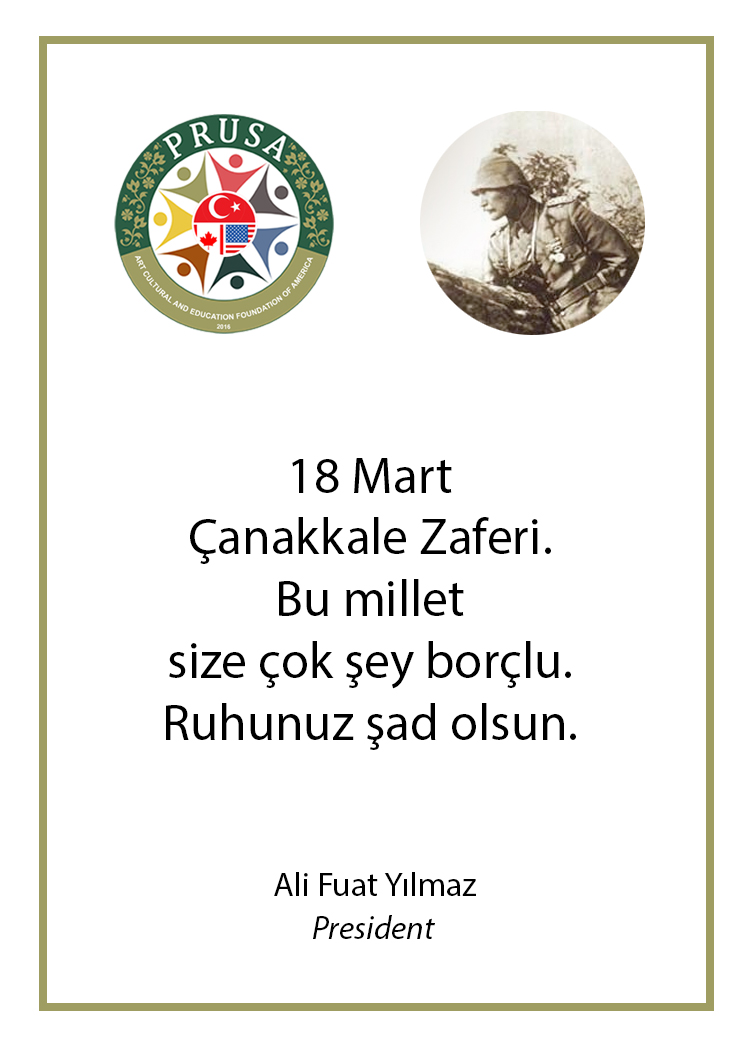 PRUSA
ART CULTURAL AND EDUCATION FOUNDATION OF AMERICA
2016
18 Mart
Çanakkale Zaferi.
Bu millet
size çok şey borçlu.
Ruhunuz şad olsun.
Ali Fuat Yılmaz
President